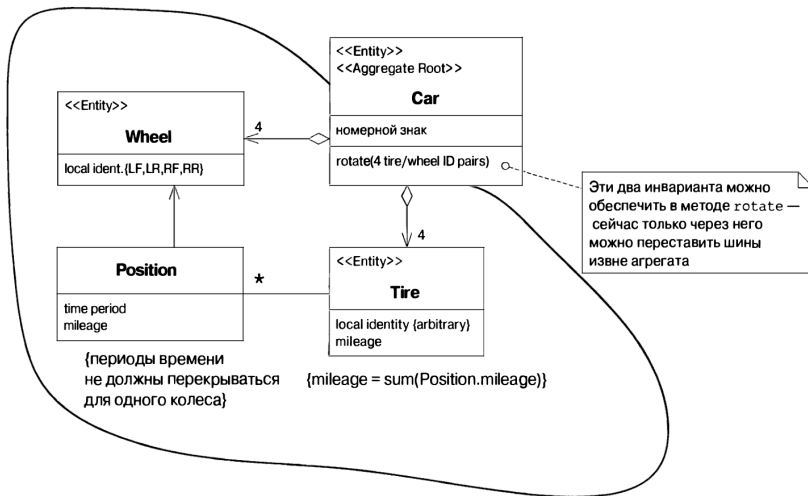 <<Entity>>
<<Aggregate Root>>
Car
номерной знак
rotate(4 tire/wheel ID pairs)
<<Entity>>
Wheel
local ident.{LF,LR,RF,RR}
4
Эти два инварианта можно
обеспечить в методе rotate —
сейчас только через него
можно переставить шины
извне агрегата
4
Position
time period
mileage
*
<<Entity>>
Tire
local identity {arbitrary}
mileage
{периоды времени
не должны перекрываться
для одного колеса}
{mileage = sum(Position.mileage)}